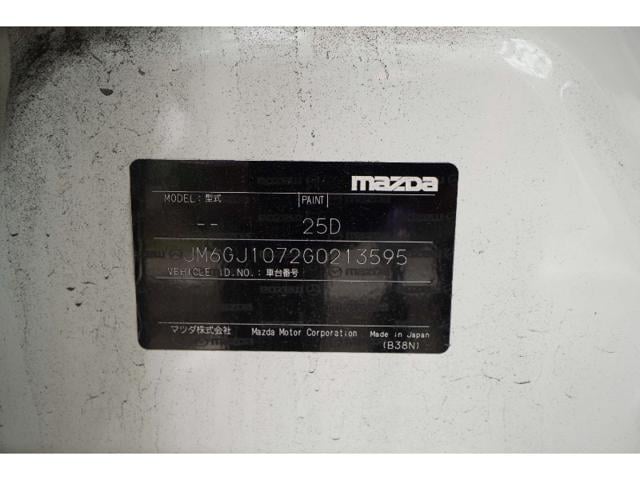 mazda
MODEL:型式 PAINT
-- 25D
JM6GJ1072G0213595
VEHICLE ID.NO.:車台番号
マツダ株式会社 Mazda Motor Corporation Made in Japan
(B38N)